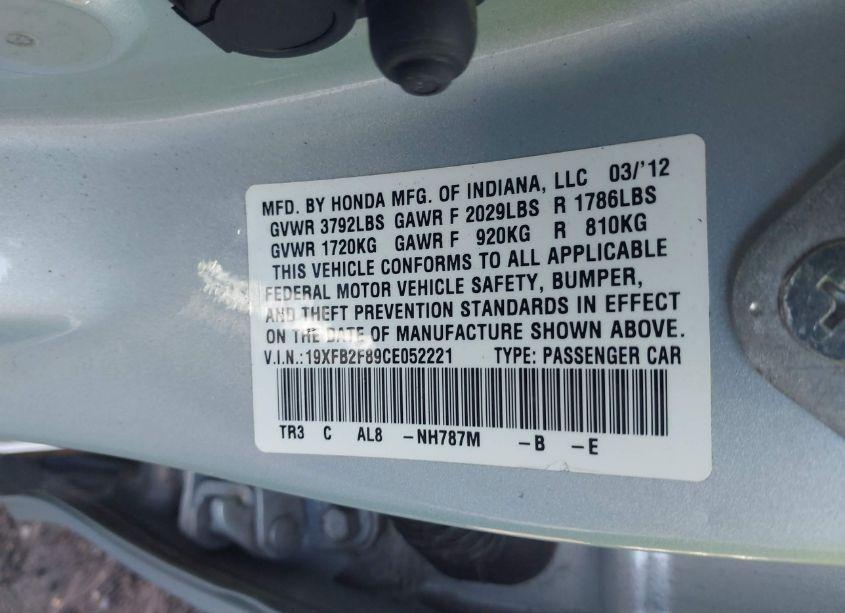 MFD. BY HONDA MFG. OF INDIANA, LLC 03/'12
GVWR 3792LBS GAWR F 2029LBS R 1786LBS
GVWR 1720KG GAWR F 920KG R 810KG
THIS VEHICLE CONFORMS TO ALL APPLICABLE
FEDERAL MOTOR VEHICLE SAFETY, BUMPER,
AND THEFT PREVENTION STANDARDS IN EFFECT
ON THE DATE OF MANUFACTURE SHOWN ABOVE.
V.I.N.:19XFB2F89CE052221 TYPE: PASSENGER CAR
TR3 C AL8 -NH787M -B -E